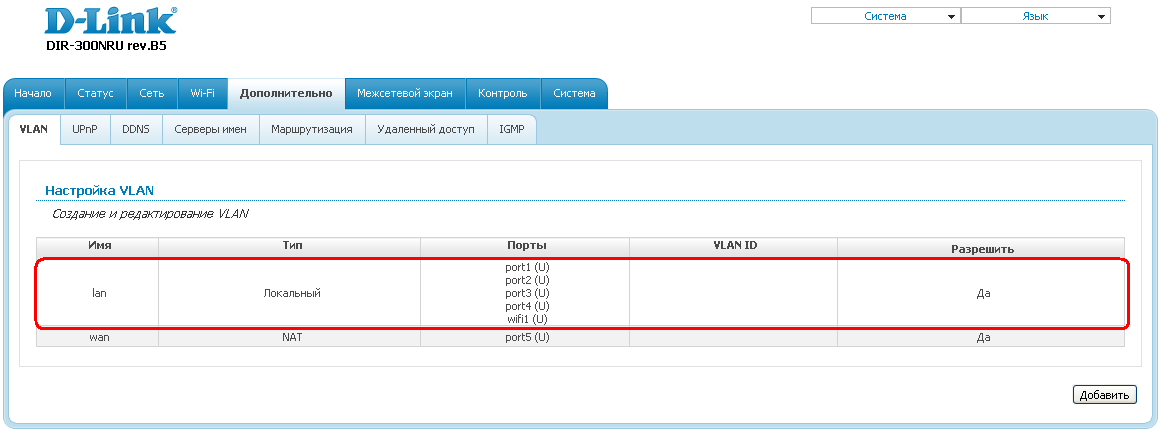 D-Link®
DIR-300NRU rev.B5
Система Язык
Начало Статус Сеть Wi-Fi Дополнительно Межсетевой экран Контроль Система
VLAN UPnP DDNS Серверы имен Маршрутизация Удаленный доступ IGMP
Настройка VLAN
Создание и редактирование VLAN
Имя Тип Порты VLAN ID Разрешить
port1 (U)
port2 (U)
lan Локальный port3 (U) Да
port4 (U)
wifi1 (U)
wan NAT port5 (U) Да
Добавить